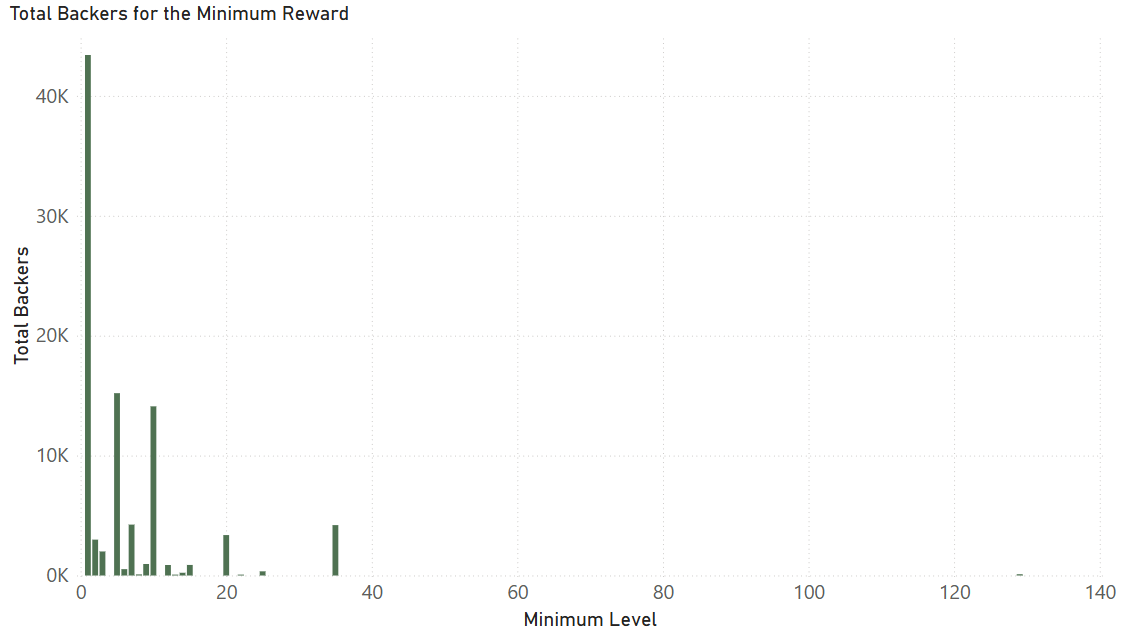 Total Backers for the Minimum Reward
Total Backers
40K
30K
20K
10K
0K
0 20 40 60 80 100 120 140
Minimum Level